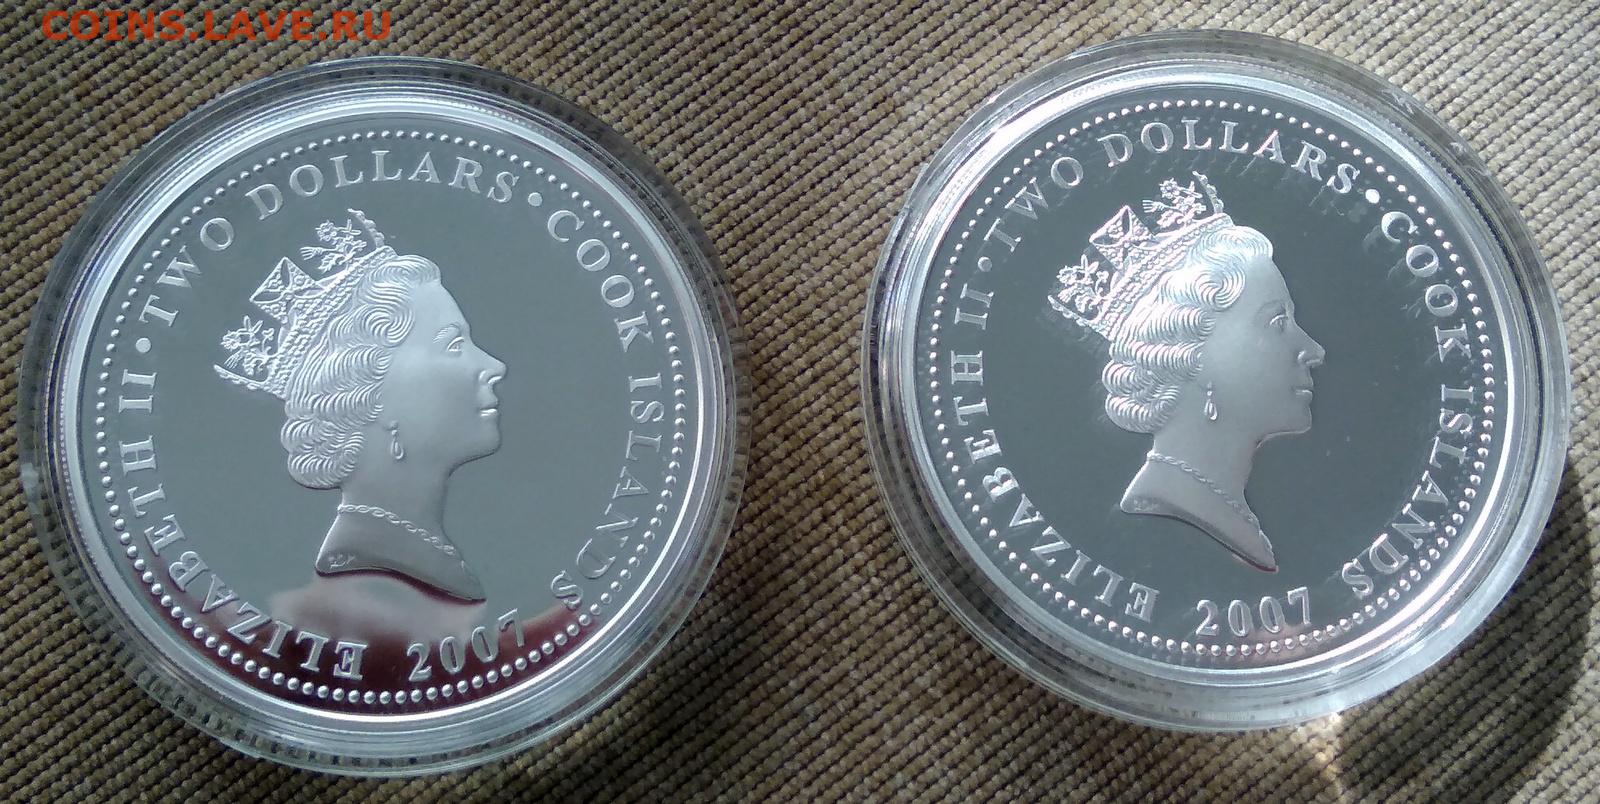 COINS.LAVE.RU
ELIZABETH II · TWO DOLLARS · COOK ISLANDS
2007
ELIZABETH II · TWO DOLLARS · COOK ISLANDS
2007